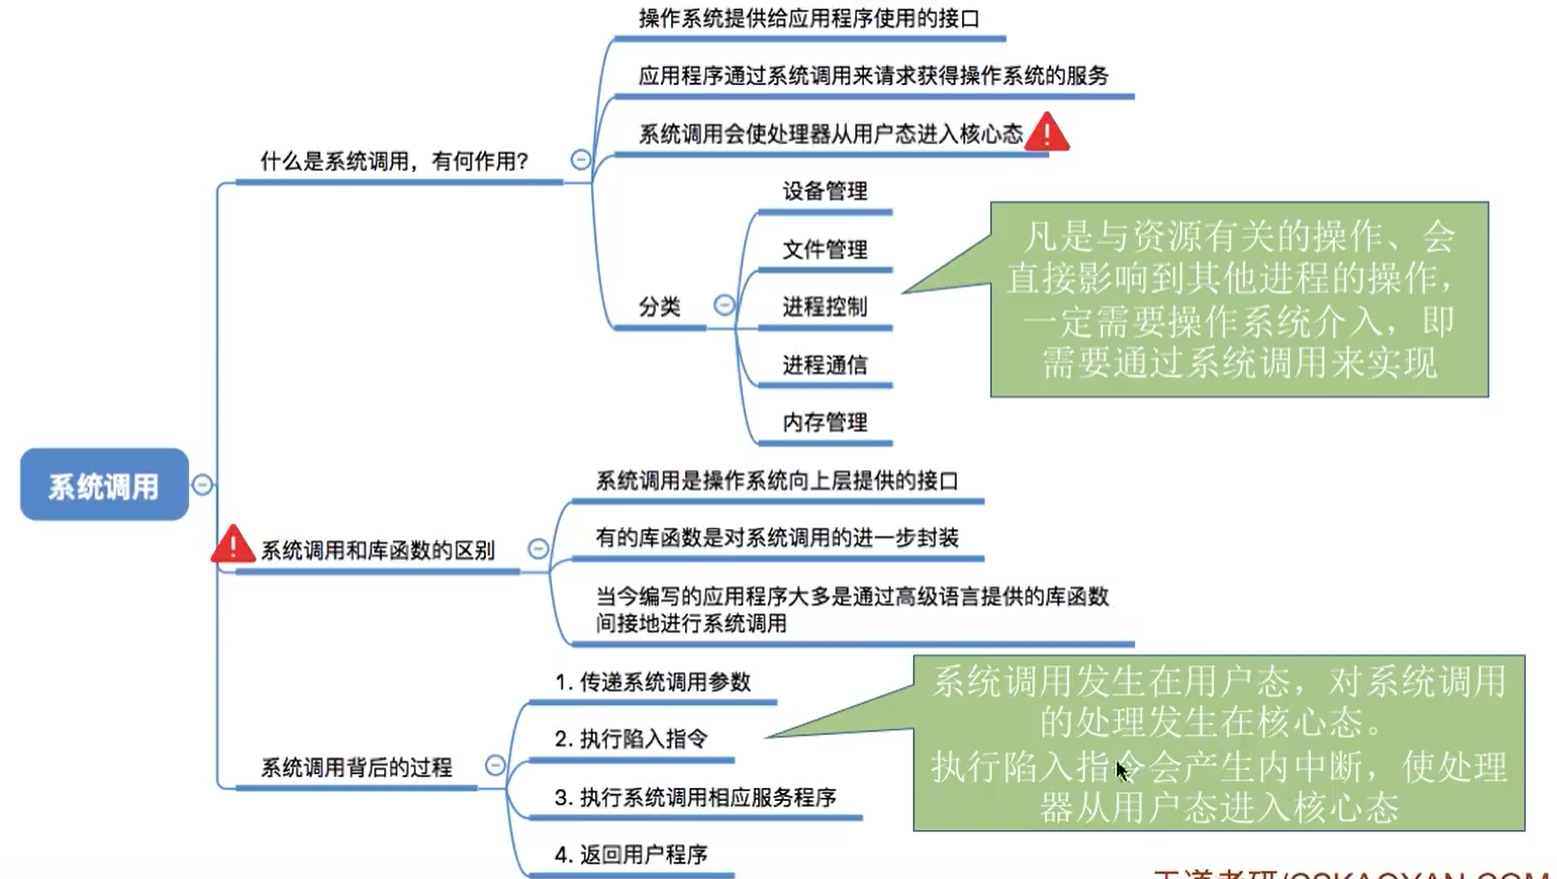 操作系统提供给应用程序使用的接口
应用程序通过系统调用来请求获得操作系统的服务
系统调用会使处理器从用户态进入核心态
什么是系统调用，有何作用？
设备管理
文件管理
分类
进程控制
进程通信
内存管理
凡是与资源有关的操作、会
直接影响到其他进程的操作，
一定需要操作系统介入，即
需要通过系统调用来实现
系统调用
系统调用是操作系统向上层提供的接口
有的库函数是对系统调用的进一步封装
系统调用和库函数的区别
当今编写的应用程序大多是通过高级语言提供的库函数
间接地进行系统调用
1. 传递系统调用参数
2. 执行陷入指令
系统调用背后的过程
3. 执行系统调用相应服务程序
4. 返回用户程序
系统调用发生在用户态，对系统调用
的处理发生在核心态。
执行陷入指令会产生内中断，使处理
器从用户态进入核心态